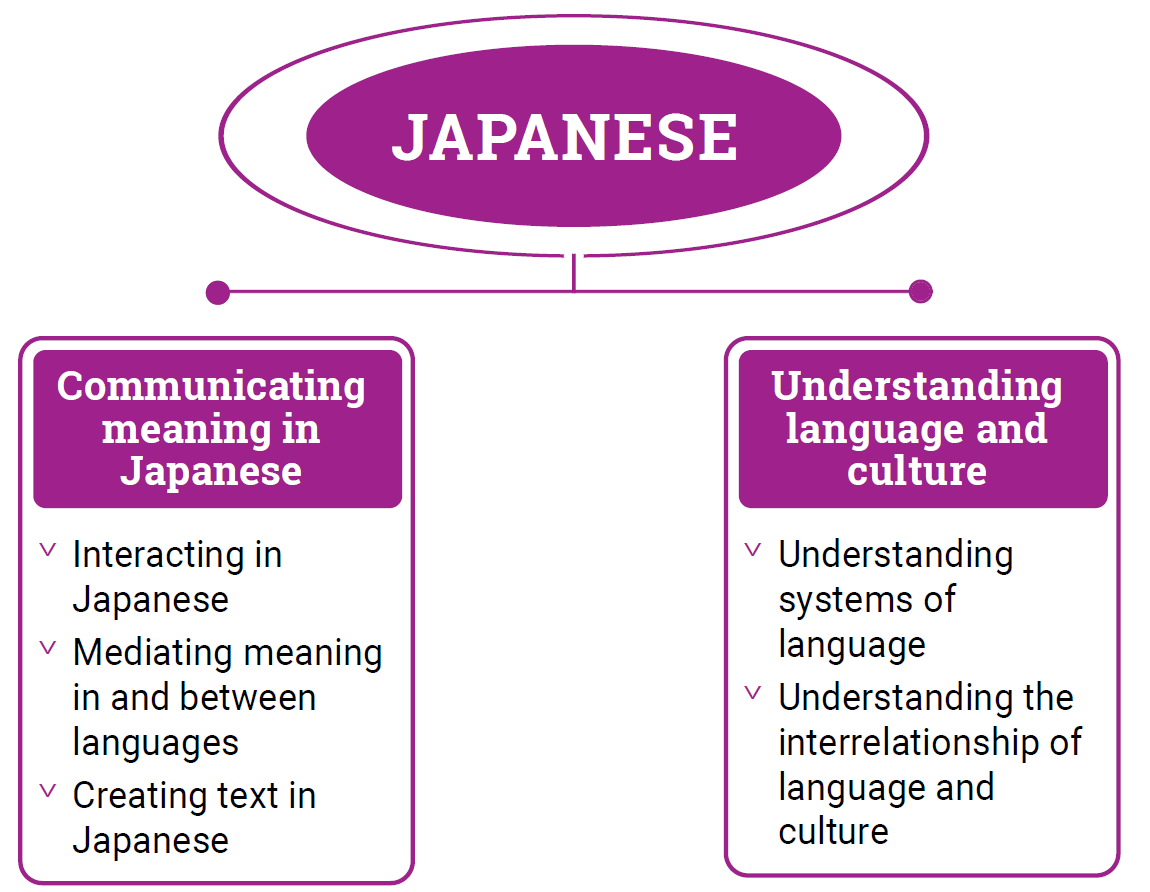 JAPANESE
Communicating
meaning in
Japanese
Interacting in
Japanese
Mediating meaning
in and between
languages
Creating text in
Japanese
Understanding
language and
culture
Understanding
systems of
language
Understanding the
interrelationship of
language and
culture